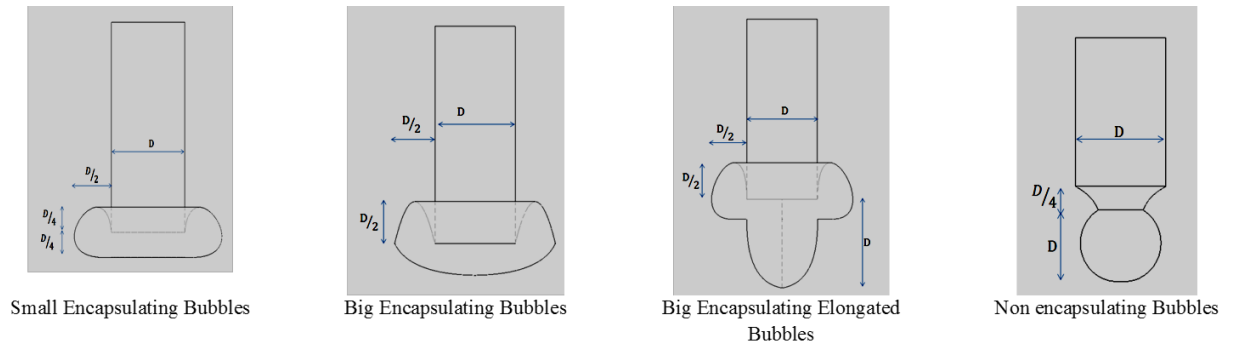 D
D/2
D/4
D/4
Small Encapsulating Bubbles
D
D/2
D/2
Big Encapsulating Bubbles
D
D/2
D/2
D
Big Encapsulating Elongated
Bubbles
D
D/4
D
Non encapsulating Bubbles